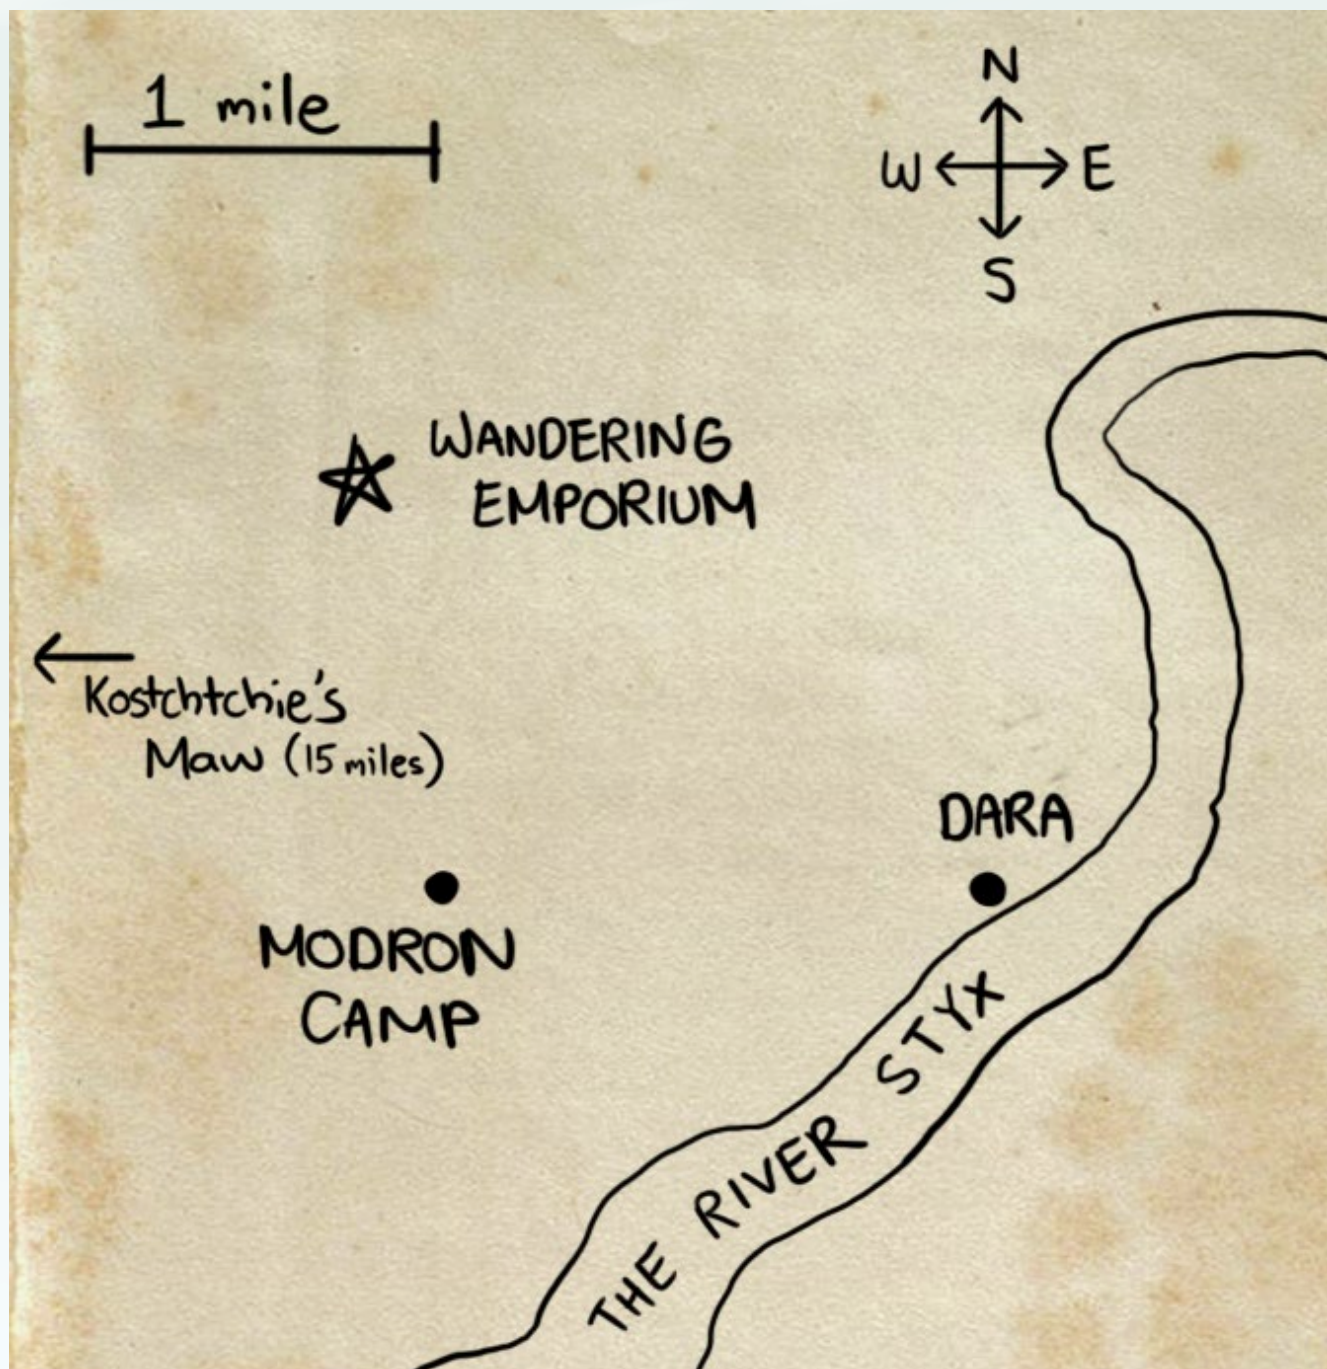 1 mile
N
W E
S
WANDERING
EMPORIUM
Kostchtchie's
Maw (15 miles)
DARA
MODRON
CAMP
THE RIVER STYX